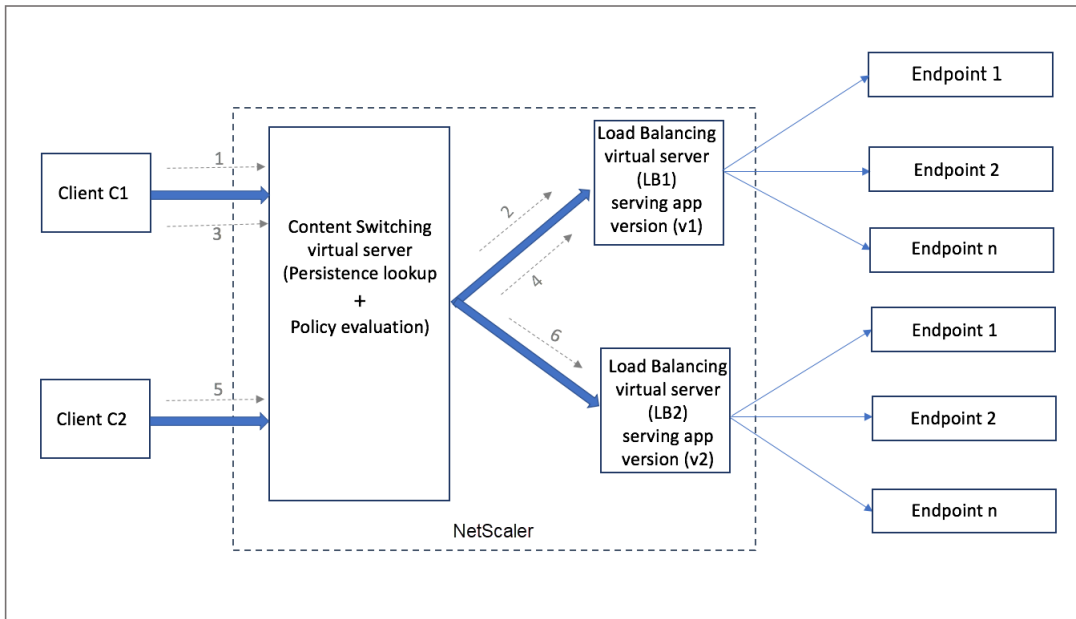 Client C1
1
3
Client C2
5
Content Switching
virtual server
(Persistence lookup
+
Policy evaluation)
2
4
6
Load Balancing
virtual server
(LB1)
serving app
version (v1)
Load Balancing
virtual server
(LB2)
serving app
version (v2)
NetScaler
Endpoint 1
Endpoint 2
Endpoint n
Endpoint 1
Endpoint 2
Endpoint n